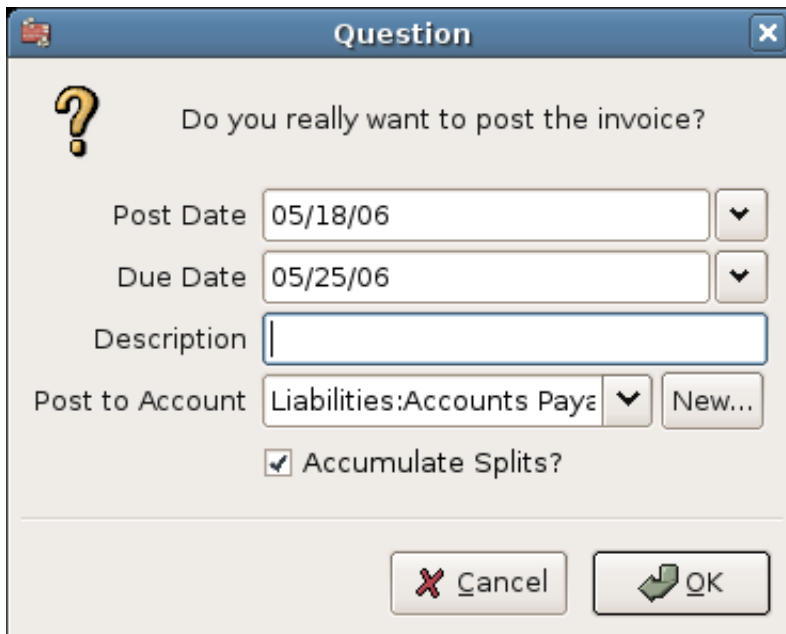 Question
Do you really want to post the invoice?
Post Date 05/18/06
Due Date 05/25/06
Description
Post to Account Liabilities:Accounts Paya New...
Accumulate Splits?
Cancel OK